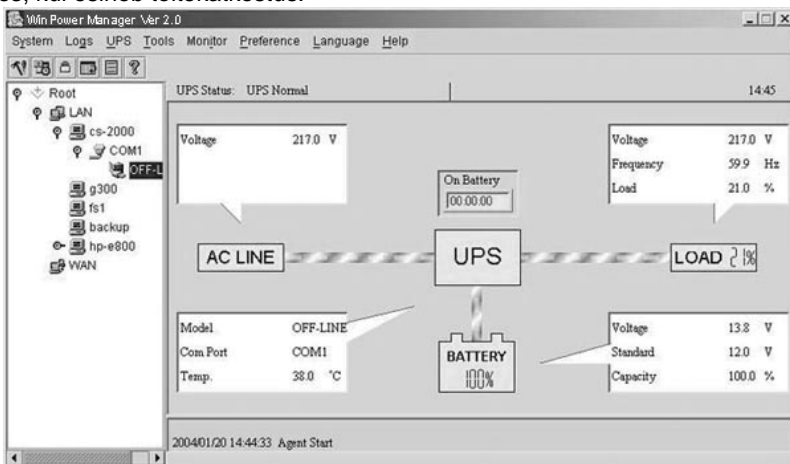 Win Power Manager Ver 2.0
System Logs UPS Tools Monitor Preference Language Help
Root
LAN
cs-2000
COM1
OFF-L
g300
fs1
backup
hp-e800
WAN
UPS Status: UPS Normal
14:45
Voltage 217.0 V
On Battery
00:00:00
Voltage 217.0 V
Frequency 59.9 Hz
Load 21.0 %
AC LINE
UPS
LOAD 21%
Model OFF-LINE
Com Port COM1
Temp. 38.0 °C
BATTERY
100%
Voltage 13.8 V
Standard 12.0 V
Capacity 100.0 %
2004/01/20 14:44:33 Agent Start